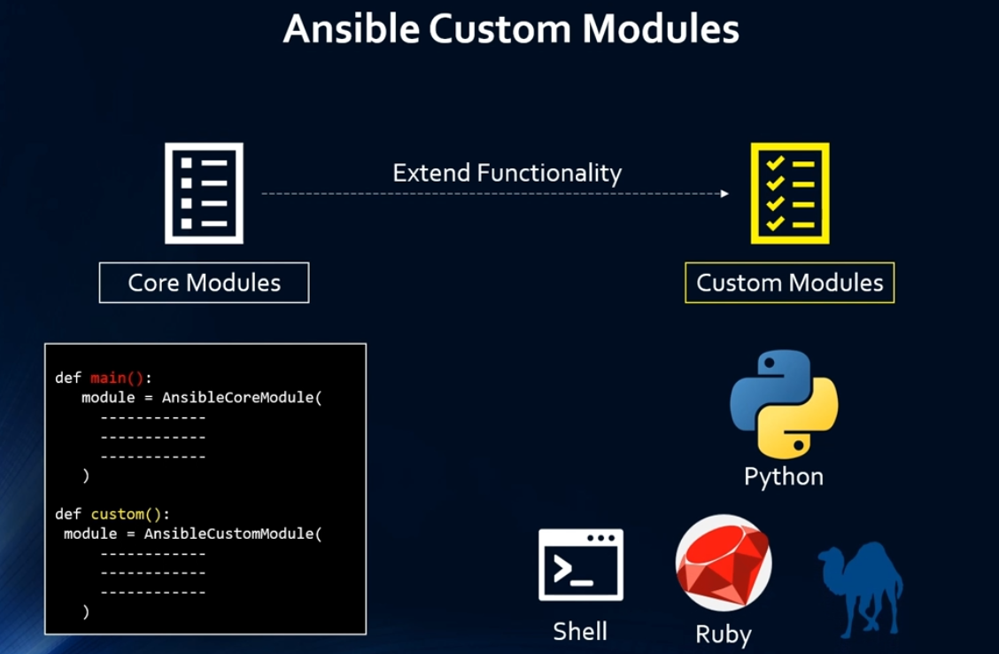 Ansible Custom Modules
Extend Functionality
Core Modules
Custom Modules
def main():
module = AnsibleCoreModule(
------------
------------
------------
)
def custom():
module = AnsibleCustomModule(
------------
------------
------------
)
Python
>_
Shell
Ruby